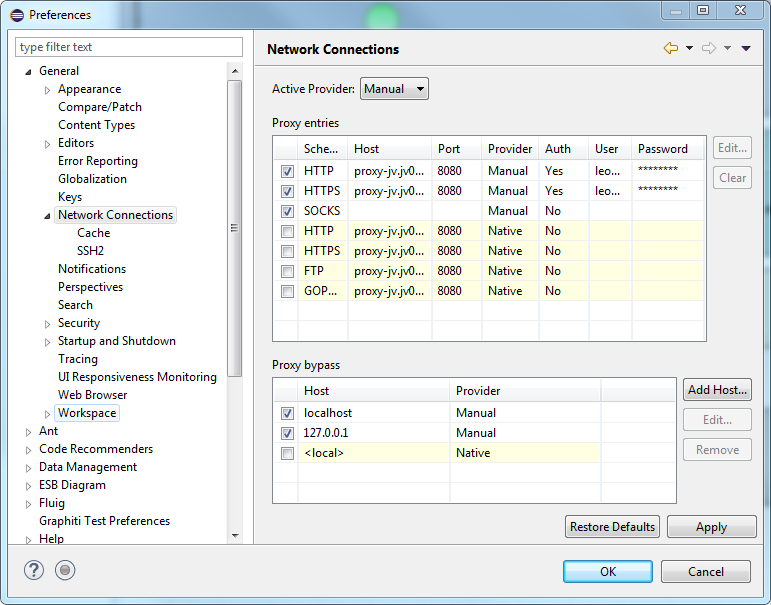 Preferences
type filter text
General
Appearance
Compare/Patch
Content Types
Editors
Error Reporting
Globalization
Keys
Network Connections
Cache
SSH2
Notifications
Perspectives
Search
Security
Startup and Shutdown
Tracing
UI Responsiveness Monitoring
Web Browser
Workspace
Ant
Code Recommenders
Data Management
ESB Diagram
Fluig
Graphiti Test Preferences
Help
Network Connections
Active Provider: Manual
Proxy entries
Sche... Host Port Provider Auth User Password
HTTP proxy-jv.jv0... 8080 Manual Yes leo... ********
HTTPS proxy-jv.jv0... 8080 Manual Yes leo... ********
SOCKS Manual No
HTTP proxy-jv.jv0... 8080 Native No
HTTPS proxy-jv.jv0... 8080 Native No
FTP proxy-jv.jv0... 8080 Native No
GOP... proxy-jv.jv0... 8080 Native No
Edit...
Clear
Proxy bypass
Host Provider
localhost Manual
127.0.0.1 Manual
<local> Native
Add Host...
Edit...
Remove
Restore Defaults Apply
? OK Cancel